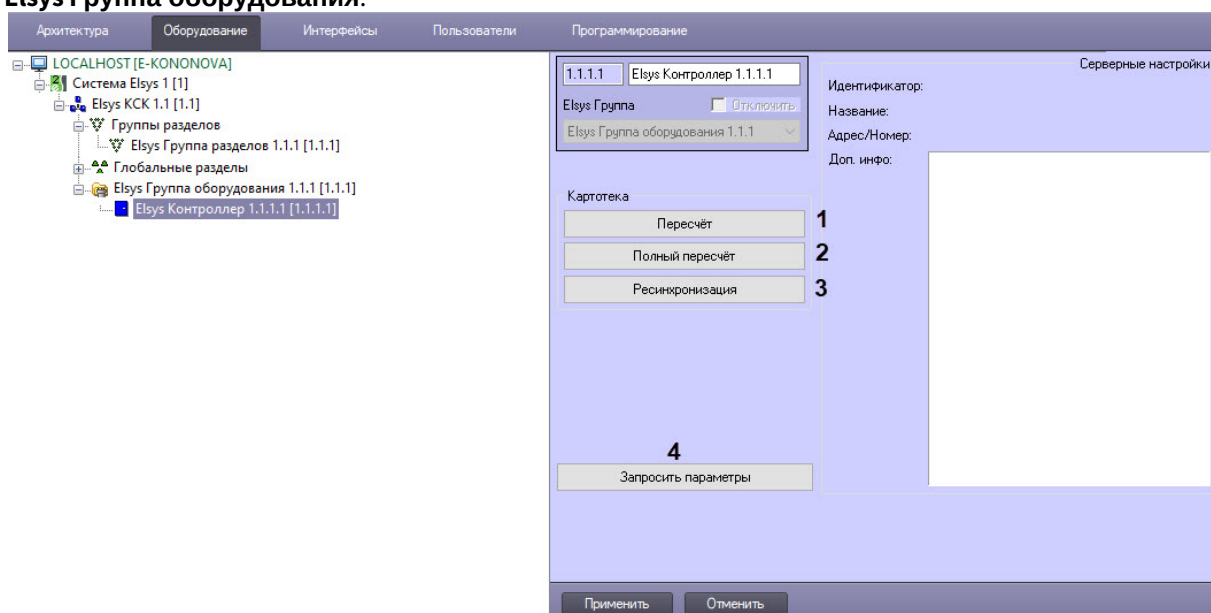 Elsys Группа оборудования.
Архитектура Оборудование Интерфейсы Пользователи Программирование
LOCALHOST [E-KONONOVA]
Система Elsys 1 [1]
Elsys КСК 1.1 [1.1]
Группы разделов
Elsys Группа разделов 1.1.1 [1.1.1]
Глобальные разделы
Elsys Группа оборудования 1.1.1 [1.1.1]
Elsys Контроллер 1.1.1.1 [1.1.1.1]
1.1.1.1 Elsys Контроллер 1.1.1.1
Elsys Группа Отключить
Elsys Группа оборудования 1.1.1
Картотека
Пересчёт 1
Полный пересчёт 2
Ресинхронизация 3
4
Запросить параметры
Серверные настройки
Идентификатор:
Название:
Адрес/Номер:
Доп. инфо:
Применить Отменить